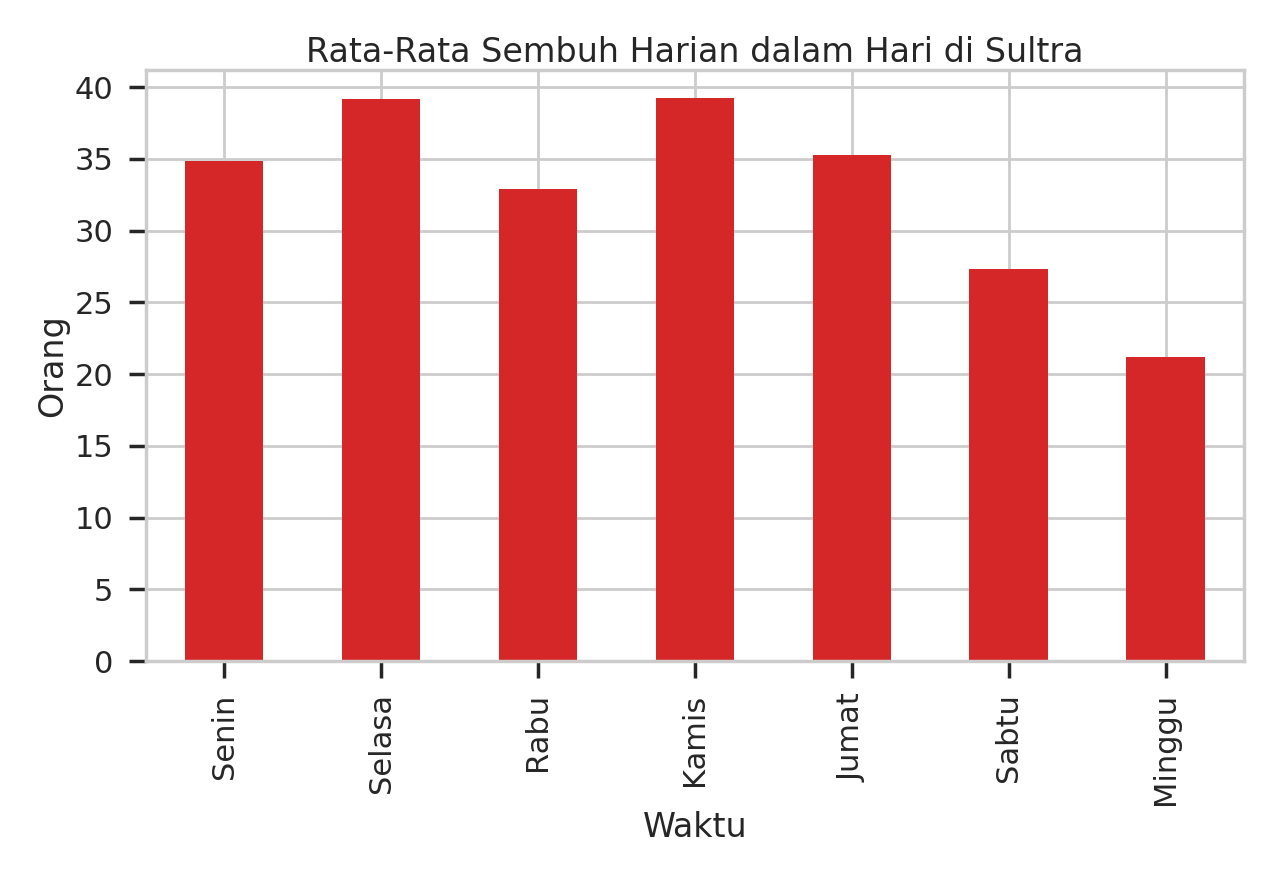 Rata-Rata Sembuh Harian dalam Hari di Sultra
40
35
30
25
20
15
10
5
0
Orang
Senin
Selasa
Rabu
Kamis
Jumat
Sabtu
Minggu
Waktu